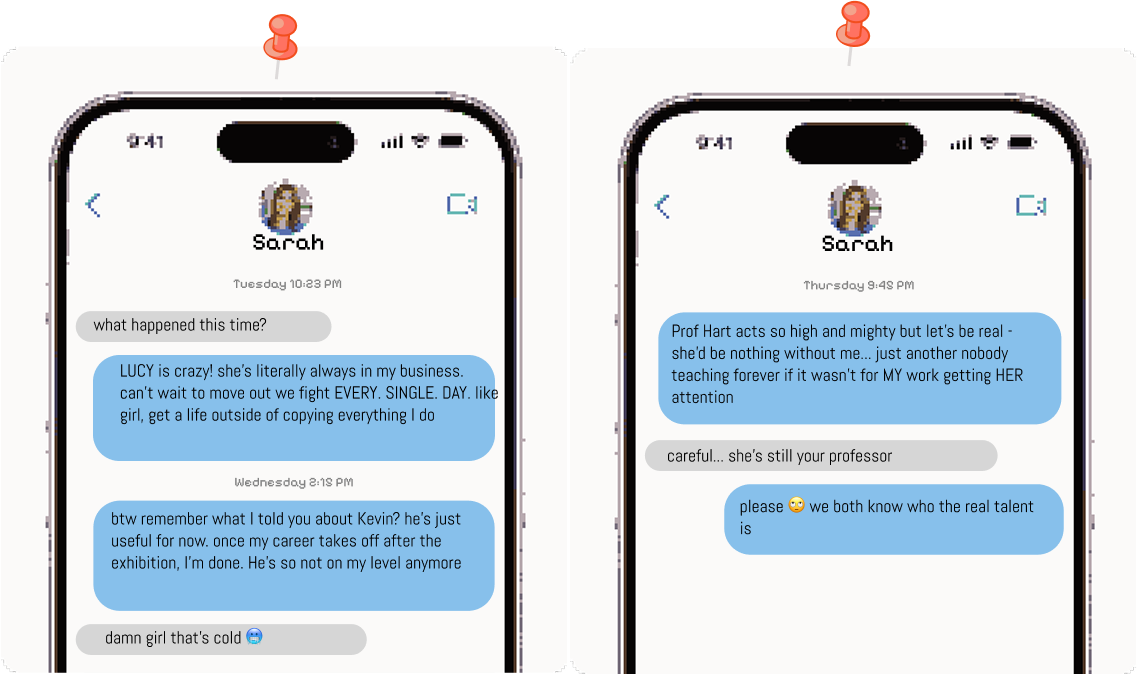 9:41
Sarah
Tuesday 10:23 PM
what happened this time?
LUCY is crazy! she's literally always in my business.
can't wait to move out we fight EVERY. SINGLE. DAY. like
girl, get a life outside of copying everything I do
Wednesday 2:18 PM
btw remember what I told you about Kevin? he's just
useful for now. once my career takes off after the
exhibition, I'm done. He's so not on my level anymore
damn girl that's cold 🥶
9:41
Sarah
Thursday 9:48 PM
Prof Hart acts so high and mighty but let's be real -
she'd be nothing without me... just another nobody
teaching forever if it wasn't for MY work getting HER
attention
careful... she's still your professor
please 🙄 we both know who the real talent
is